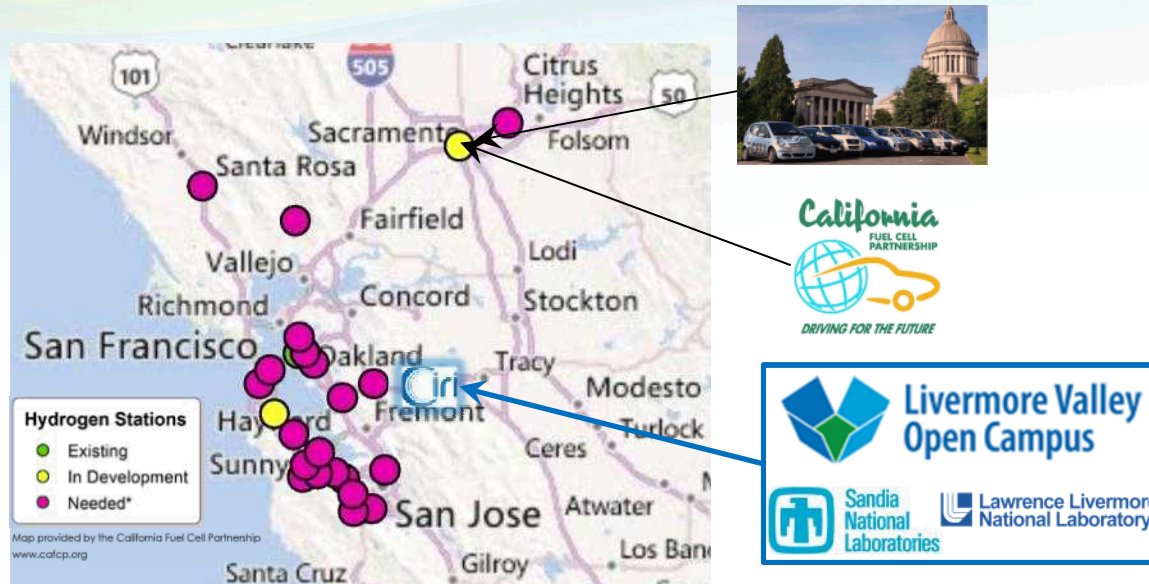 Clearlake
101
505
Citrus
Heights
50
Windsor
Sacramento
Folsom
Santa Rosa
Fairfield
Lodi
Vallejo
Concord
Stockton
Richmond
San Francisco
Oakland
Ciri
Tracy
Modesto
Fremont
Turlock
Ceres
Sunny
San Jose
Atwater
Los Ban
Gilroy
Santa Cruz
Hydrogen Stations
Existing
In Development
Needed*
Map provided by the California Fuel Cell Partnership
www.cafcp.org
California
FUEL CELL
PARTNERSHIP
DRIVING FOR THE FUTURE
Livermore Valley
Open Campus
Sandia
National
Laboratories
Lawrence Livermore
National Laboratory